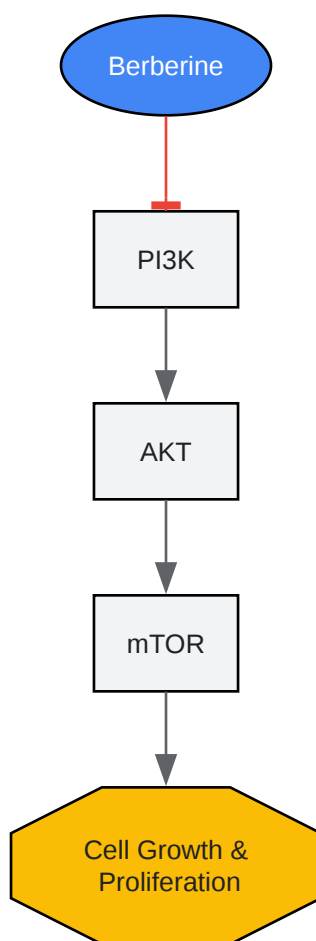 Berberine
PI3K
AKT
mTOR
Cell Growth &
Proliferation